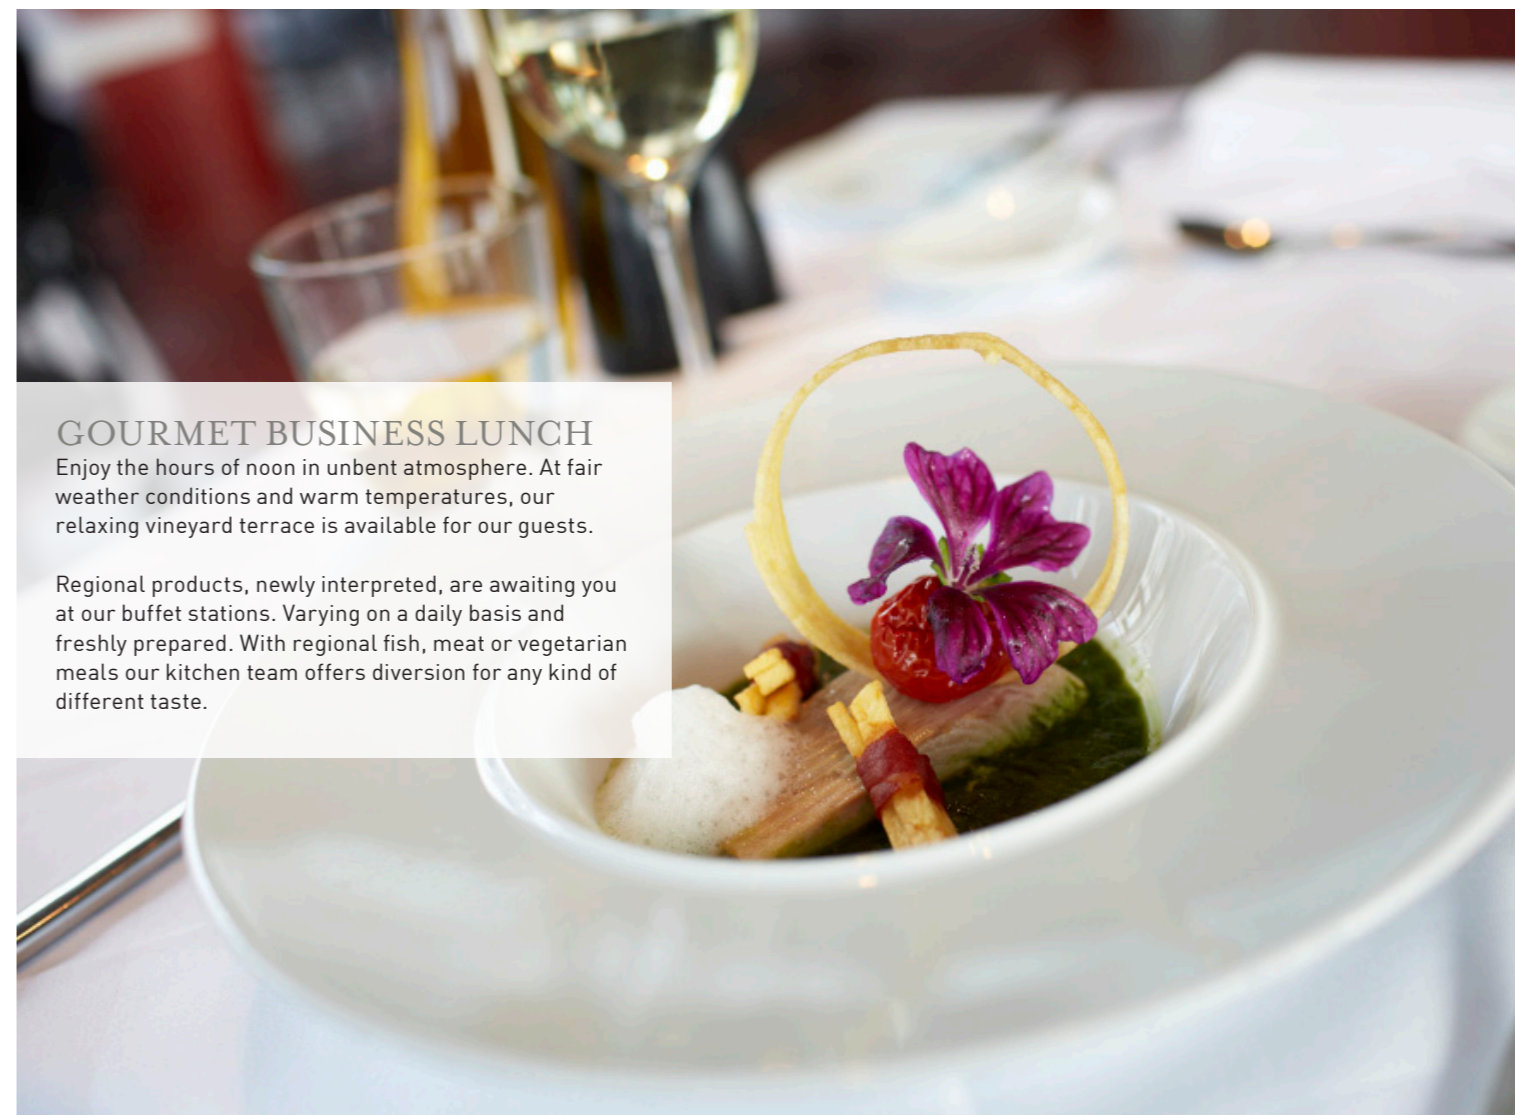 GOURMET BUSINESS LUNCH
Enjoy the hours of noon in unbent atmosphere. At fair
weather conditions and warm temperatures, our
relaxing vineyard terrace is available for our guests.
Regional products, newly interpreted, are awaiting you
at our buffet stations. Varying on a daily basis and
freshly prepared. With regional fish, meat or vegetarian
meals our kitchen team offers diversion for any kind of
different taste.